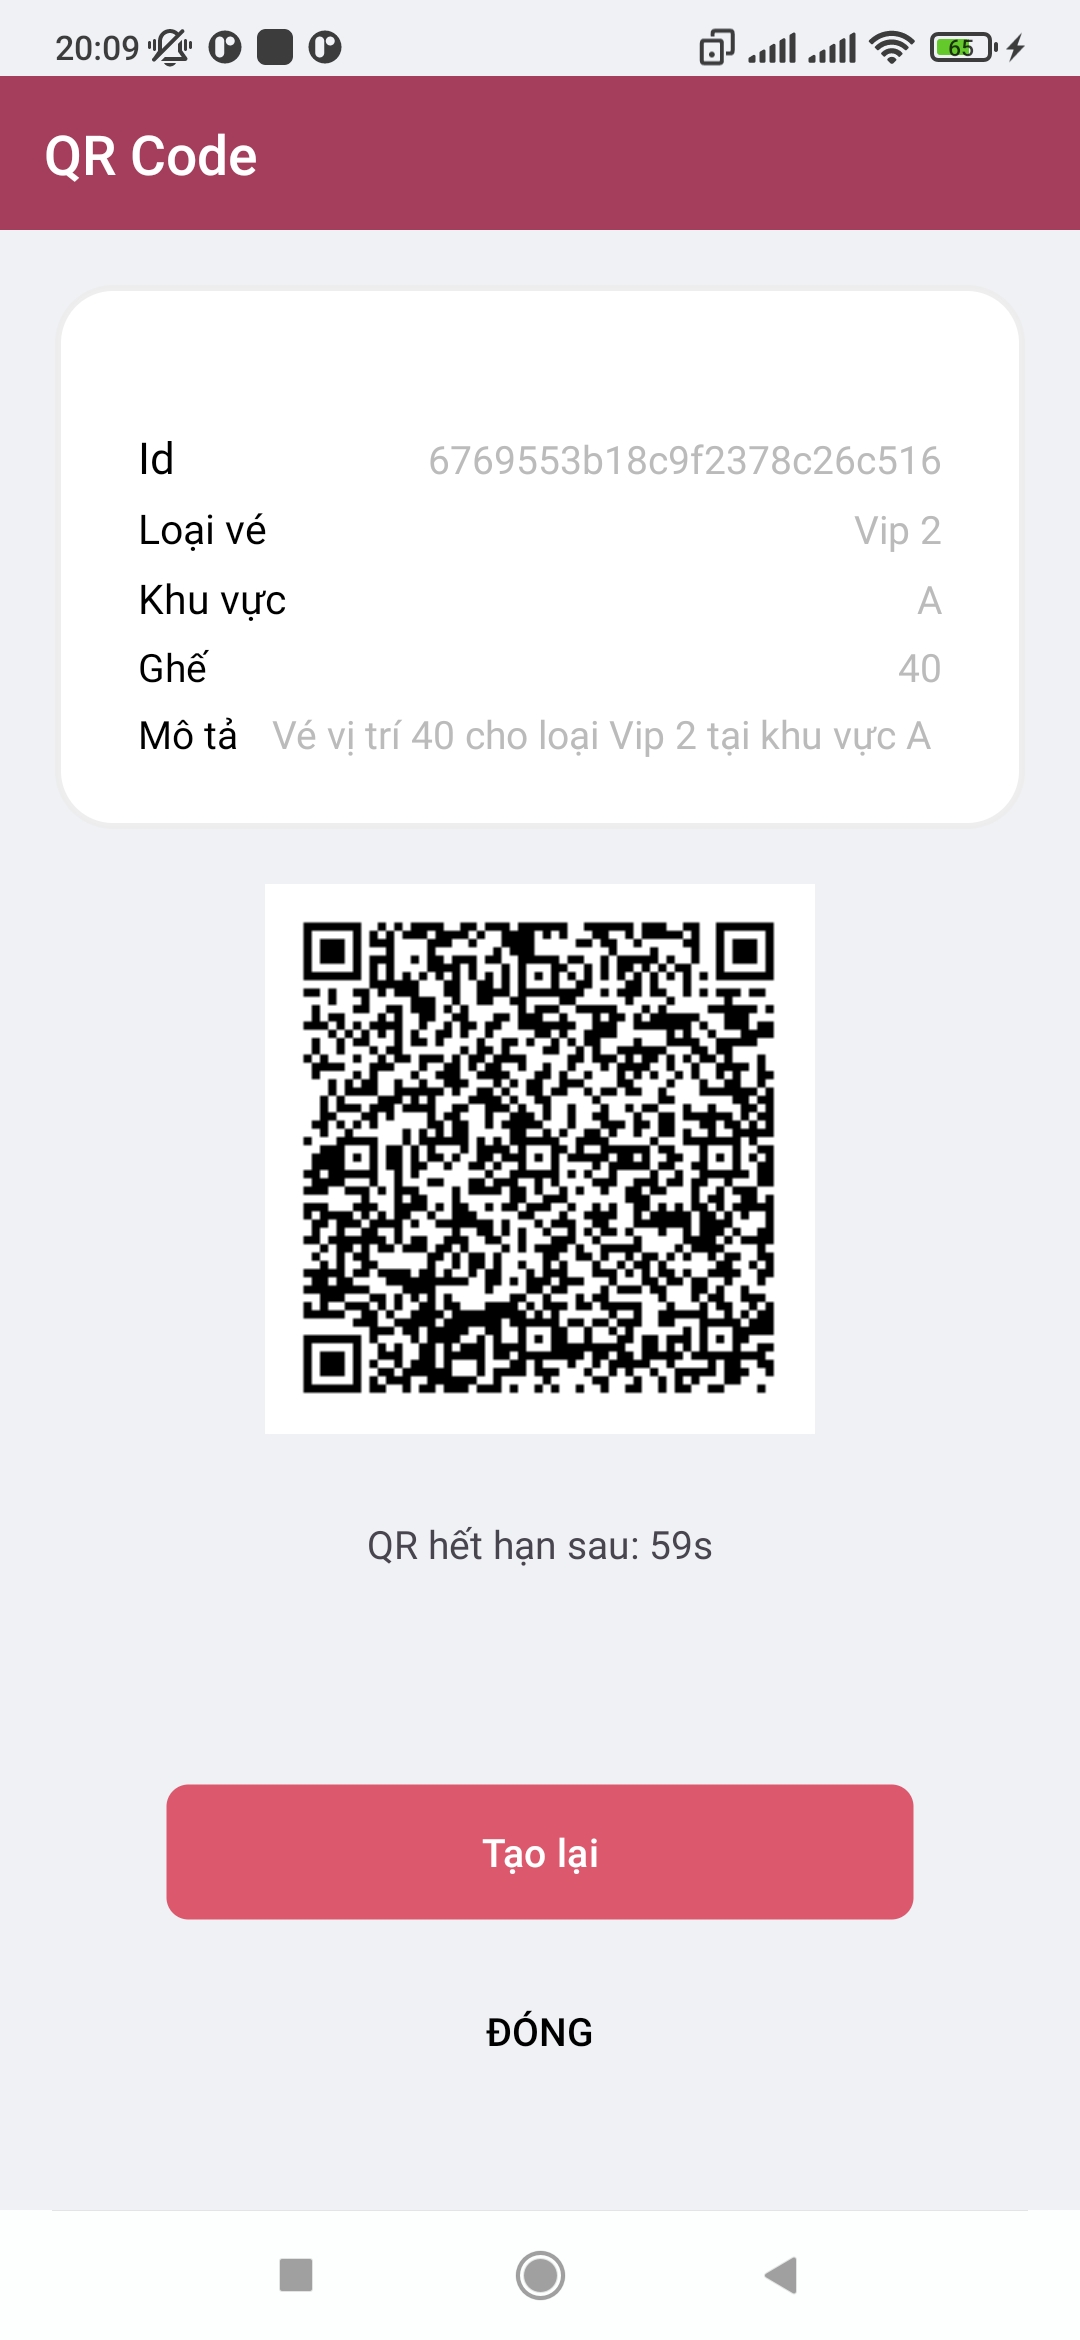 20:09
65
QR Code
Id 6769553b18c9f2378c26c516
Loại vé Vip 2
Khu vực A
Ghế 40
Mô tả Vé vị trí 40 cho loại Vip 2 tại khu vực A
QR hết hạn sau: 59s
Tạo lại
ĐÓNG